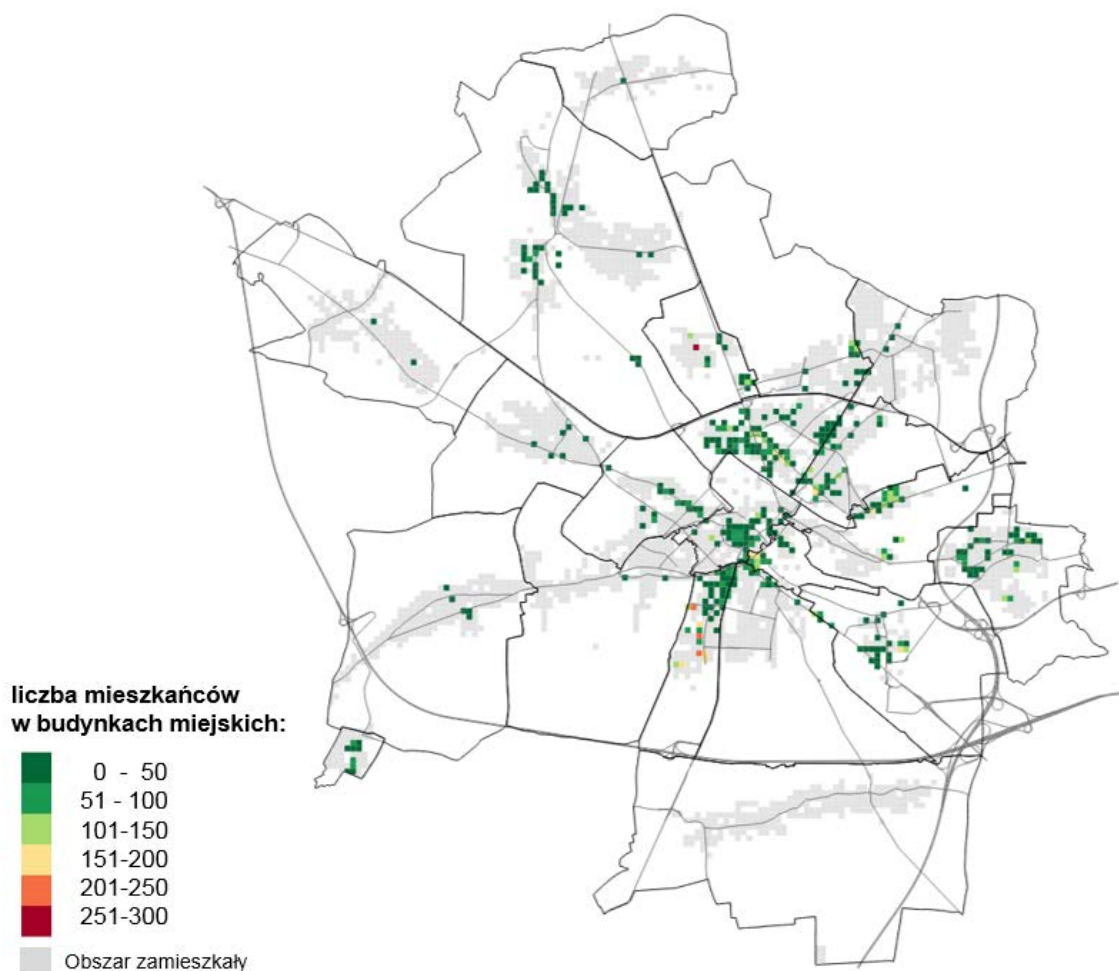 liczba mieszkańców
w budynkach miejskich:
0 - 50
51 - 100
101-150
151-200
201-250
251-300
Obszar zamieszkały